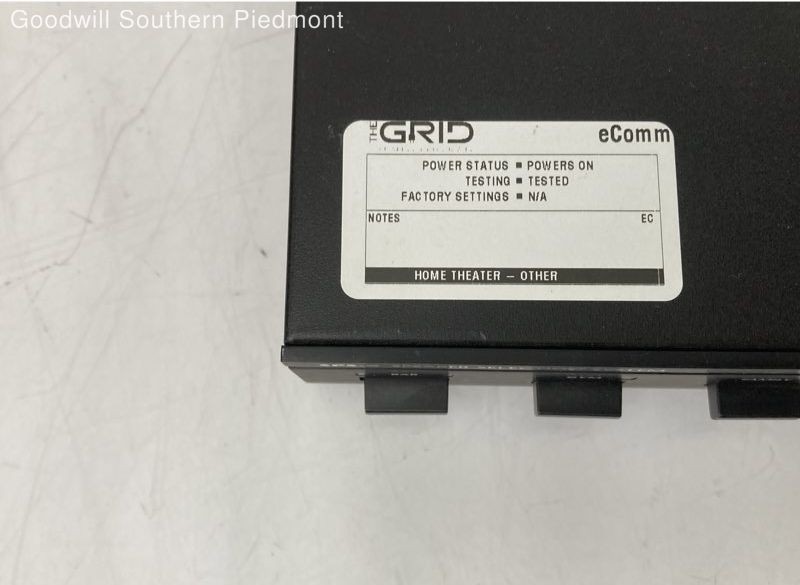 Goodwill Southern Piedmont
THE GRID eComm
POWER STATUS ■ POWERS ON
TESTING ■ TESTED
FACTORY SETTINGS ■ N/A
NOTES EC
HOME THEATER – OTHER